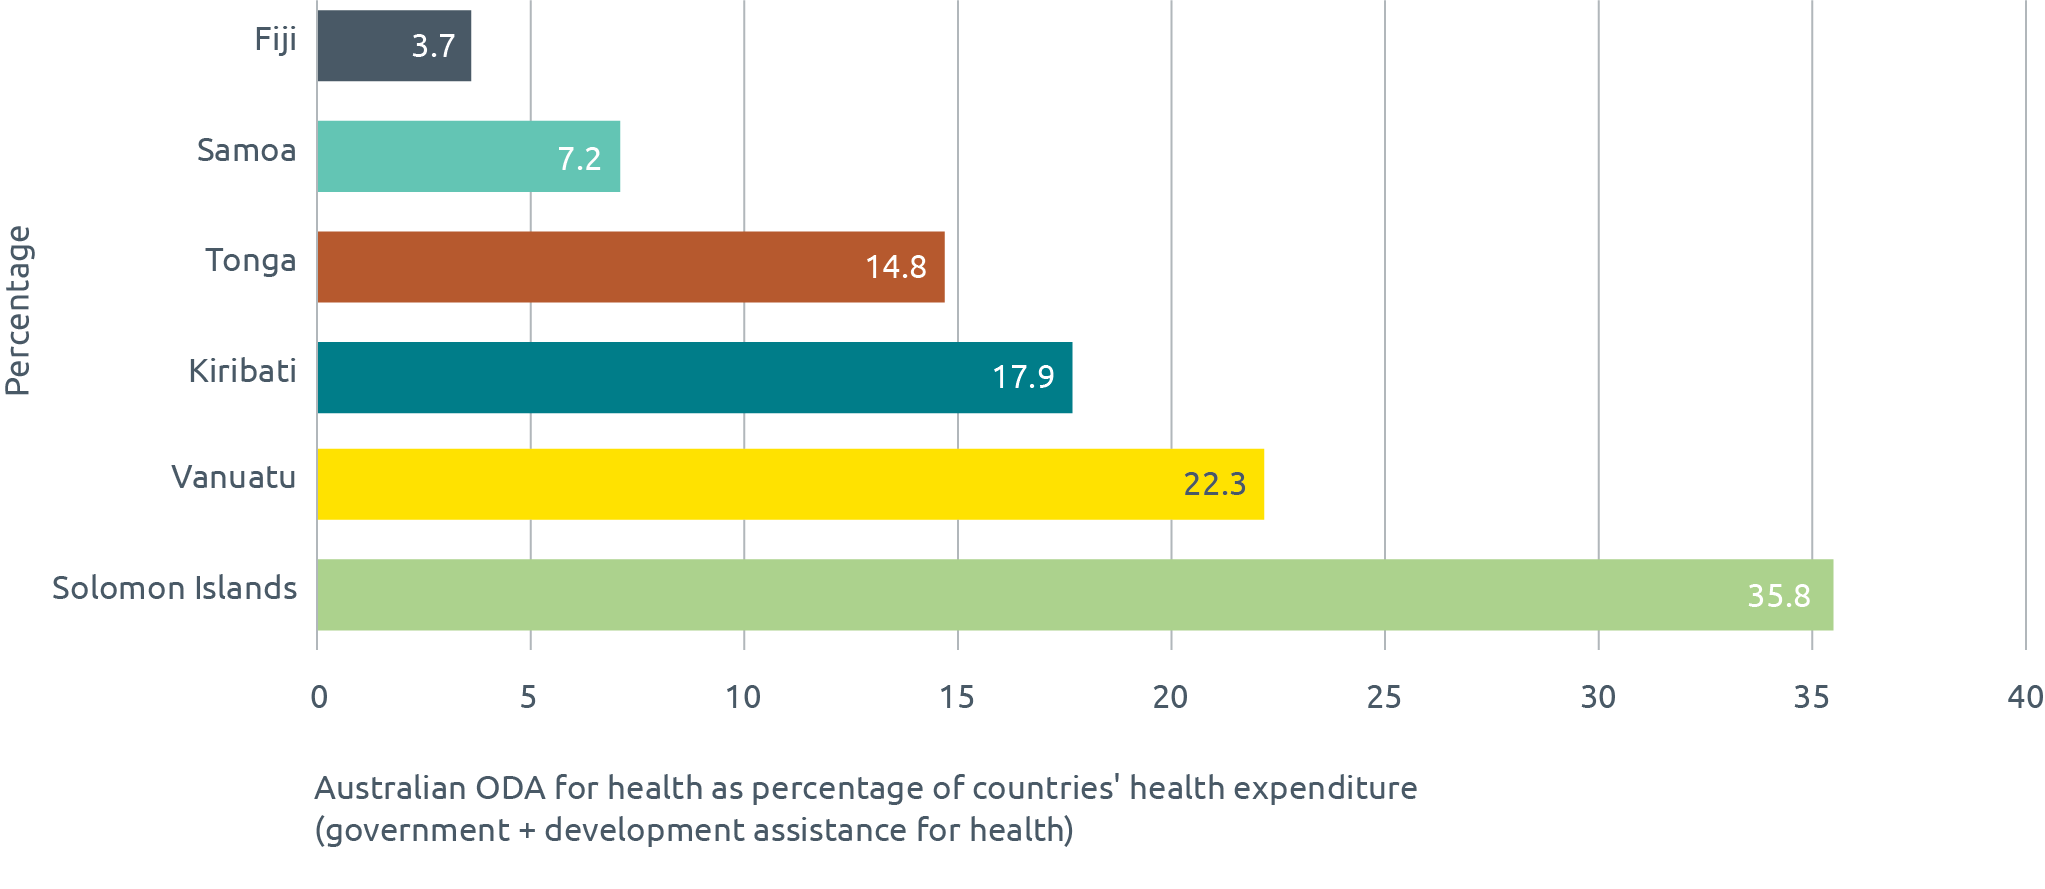 Fiji
3.7
Samoa
7.2
Tonga
14.8
Kiribati
17.9
Vanuatu
22.3
Solomon Islands
35.8
Percentage
0 5 10 15 20 25 30 35 40
Australian ODA for health as percentage of countries' health expenditure
(government + development assistance for health)